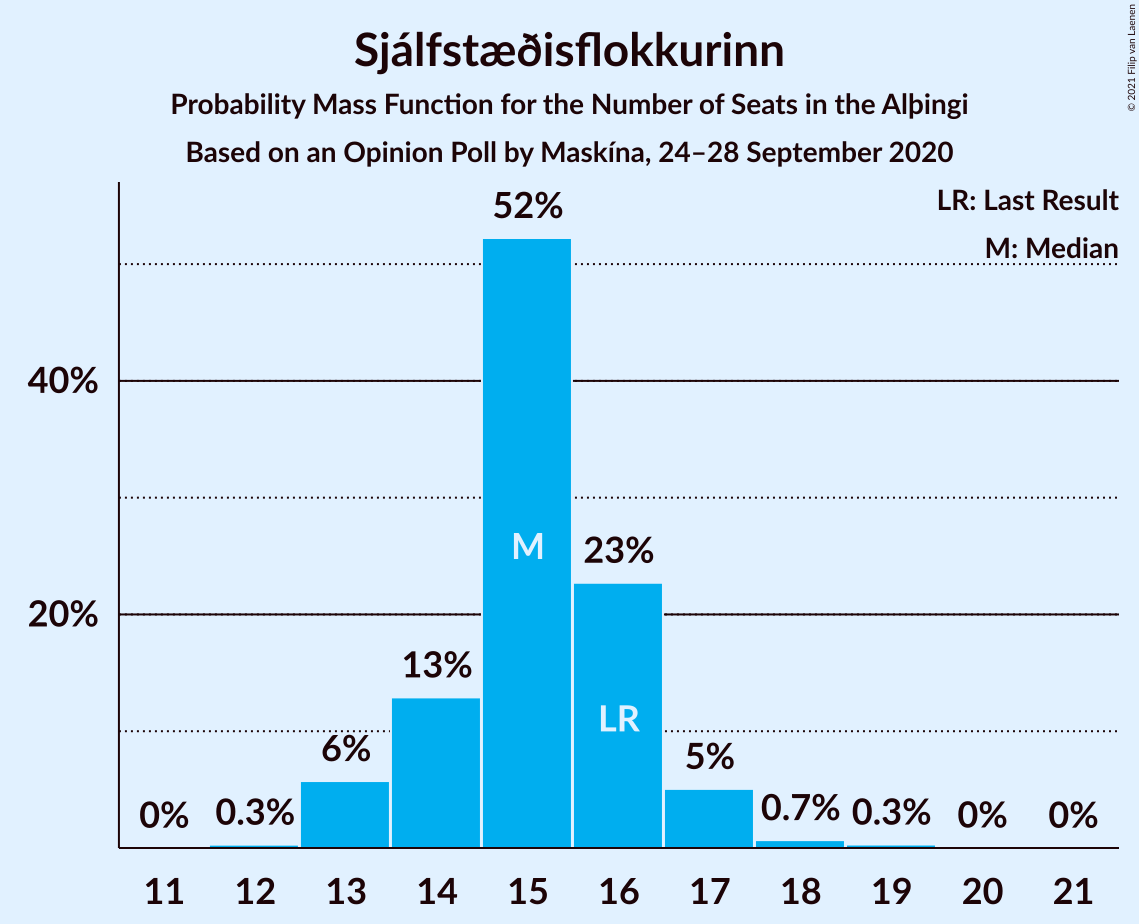 Sjálfstæðisflokkurinn
Probability Mass Function for the Number of Seats in the Alþingi
Based on an Opinion Poll by Maskína, 24–28 September 2020
© 2021 Filip van Laenen
LR: Last Result
M: Median
52%
40%
M
23%
20%
13%
LR
6%
5%
0%
0.3%
0.7%
0.3%
0%
0%
11 12 13 14 15 16 17 18 19 20 21